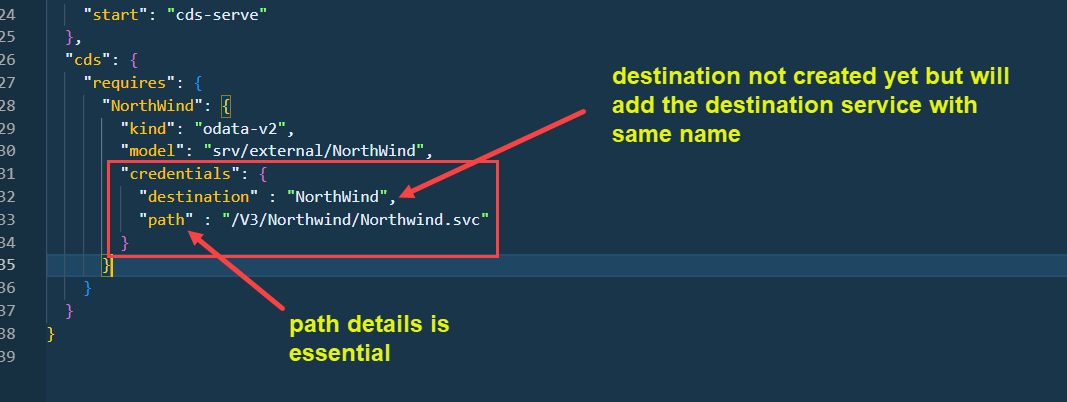 24 "start": "cds-serve"
25 },
26 "cds": {
27 "requires": {
28 "NorthWind": {
29 "kind": "odata-v2",
30 "model": "srv/external/NorthWind",
31 "credentials": {
32 "destination" : "NorthWind",
33 "path" : "/V3/Northwind/Northwind.svc"
34 }
35 }
36 }
37 }
38 }
39
destination not created yet but will
add the destination service with
same name
path details is
essential